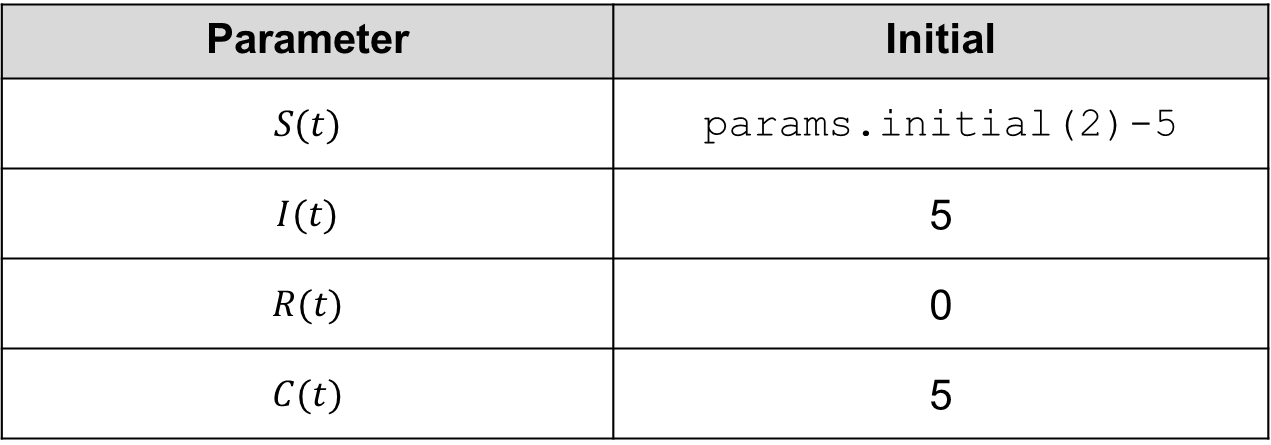 Parameter Initial
S(t) params.initial(2)-5
I(t) 5
R(t) 0
C(t) 5